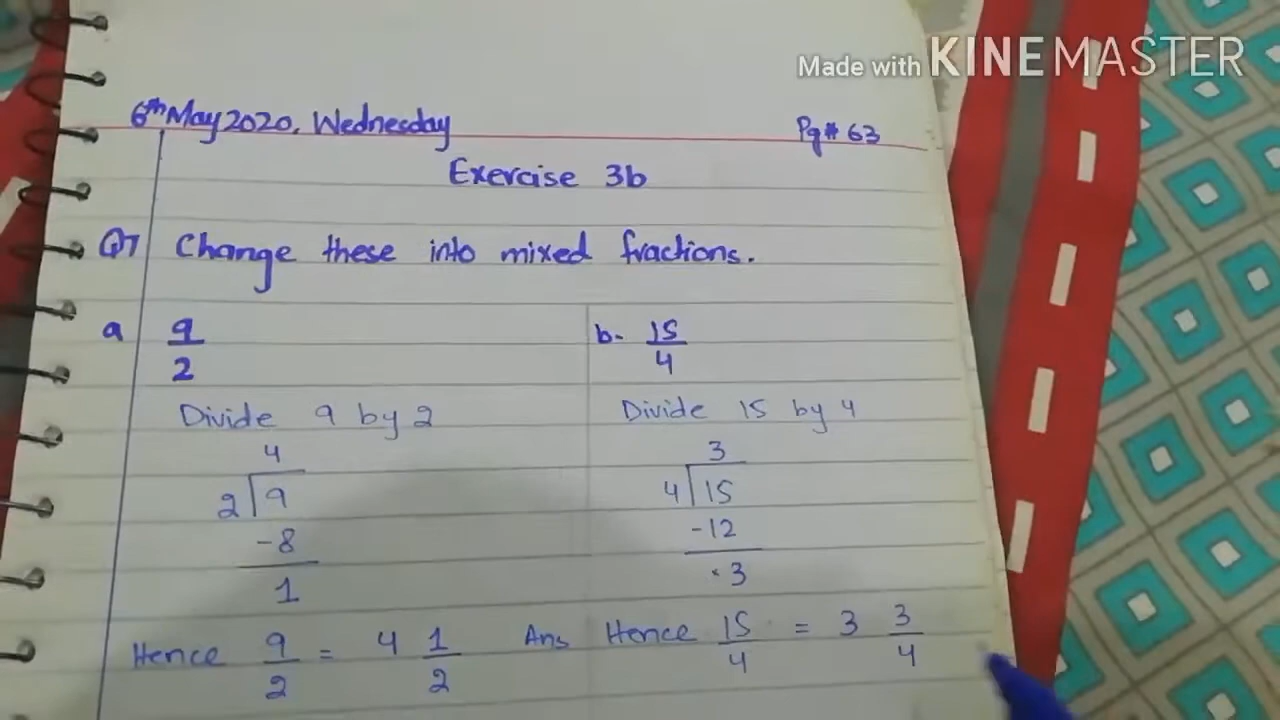 Made with KINEMASTER
6th May 2020, Wednesday Pg# 63
Exercise 3b
Q7 Change these into mixed fractions.
a 9/2
Divide 9 by 2
4
2 9
-8
1
Hence 9/2 = 4 1/2 Ans
b. 15/4
Divide 15 by 4
3
4 15
-12
3
Hence 15/4 = 3 3/4